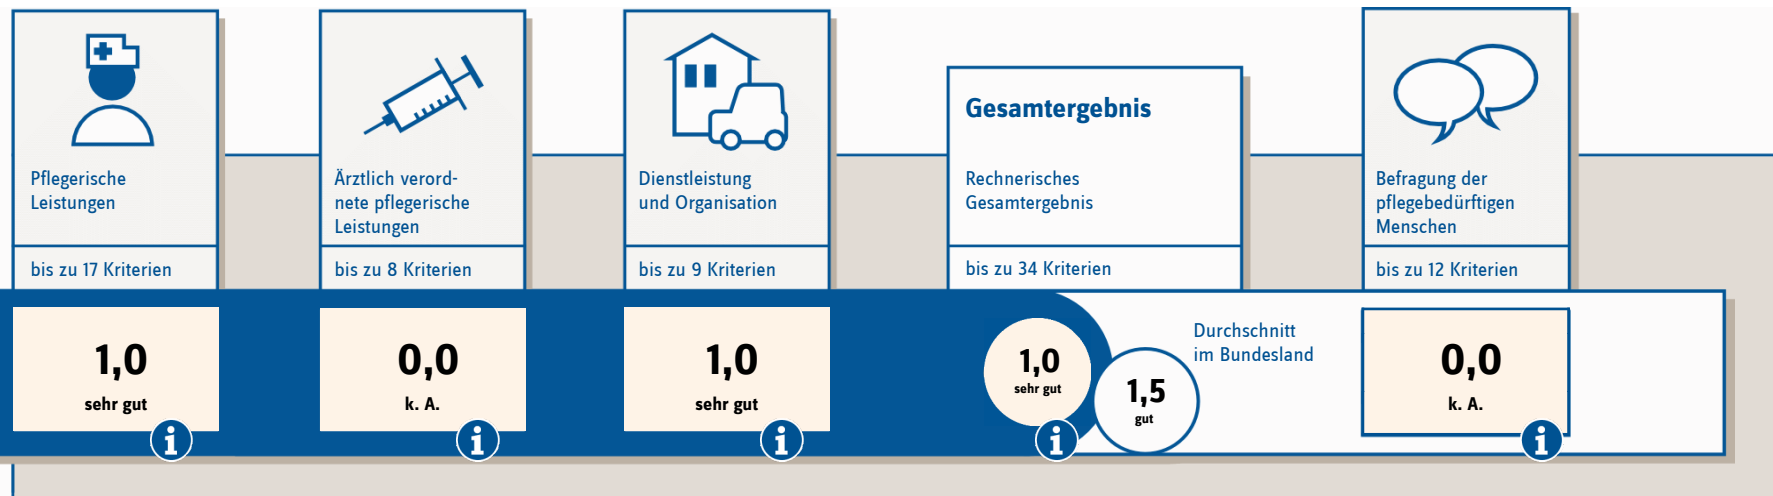 Pflegerische
Leistungen
bis zu 17 Kriterien
1,0
sehr gut
Ärztlich verord-
nete pflegerische
Leistungen
bis zu 8 Kriterien
0,0
k. A.
Dienstleistung
und Organisation
bis zu 9 Kriterien
1,0
sehr gut
Gesamtergebnis
Rechnerisches
Gesamtergebnis
bis zu 34 Kriterien
1,0
sehr gut
1,5
gut
Durchschnitt
im Bundesland
Befragung der
pflegebedürftigen
Menschen
bis zu 12 Kriterien
0,0
k. A.